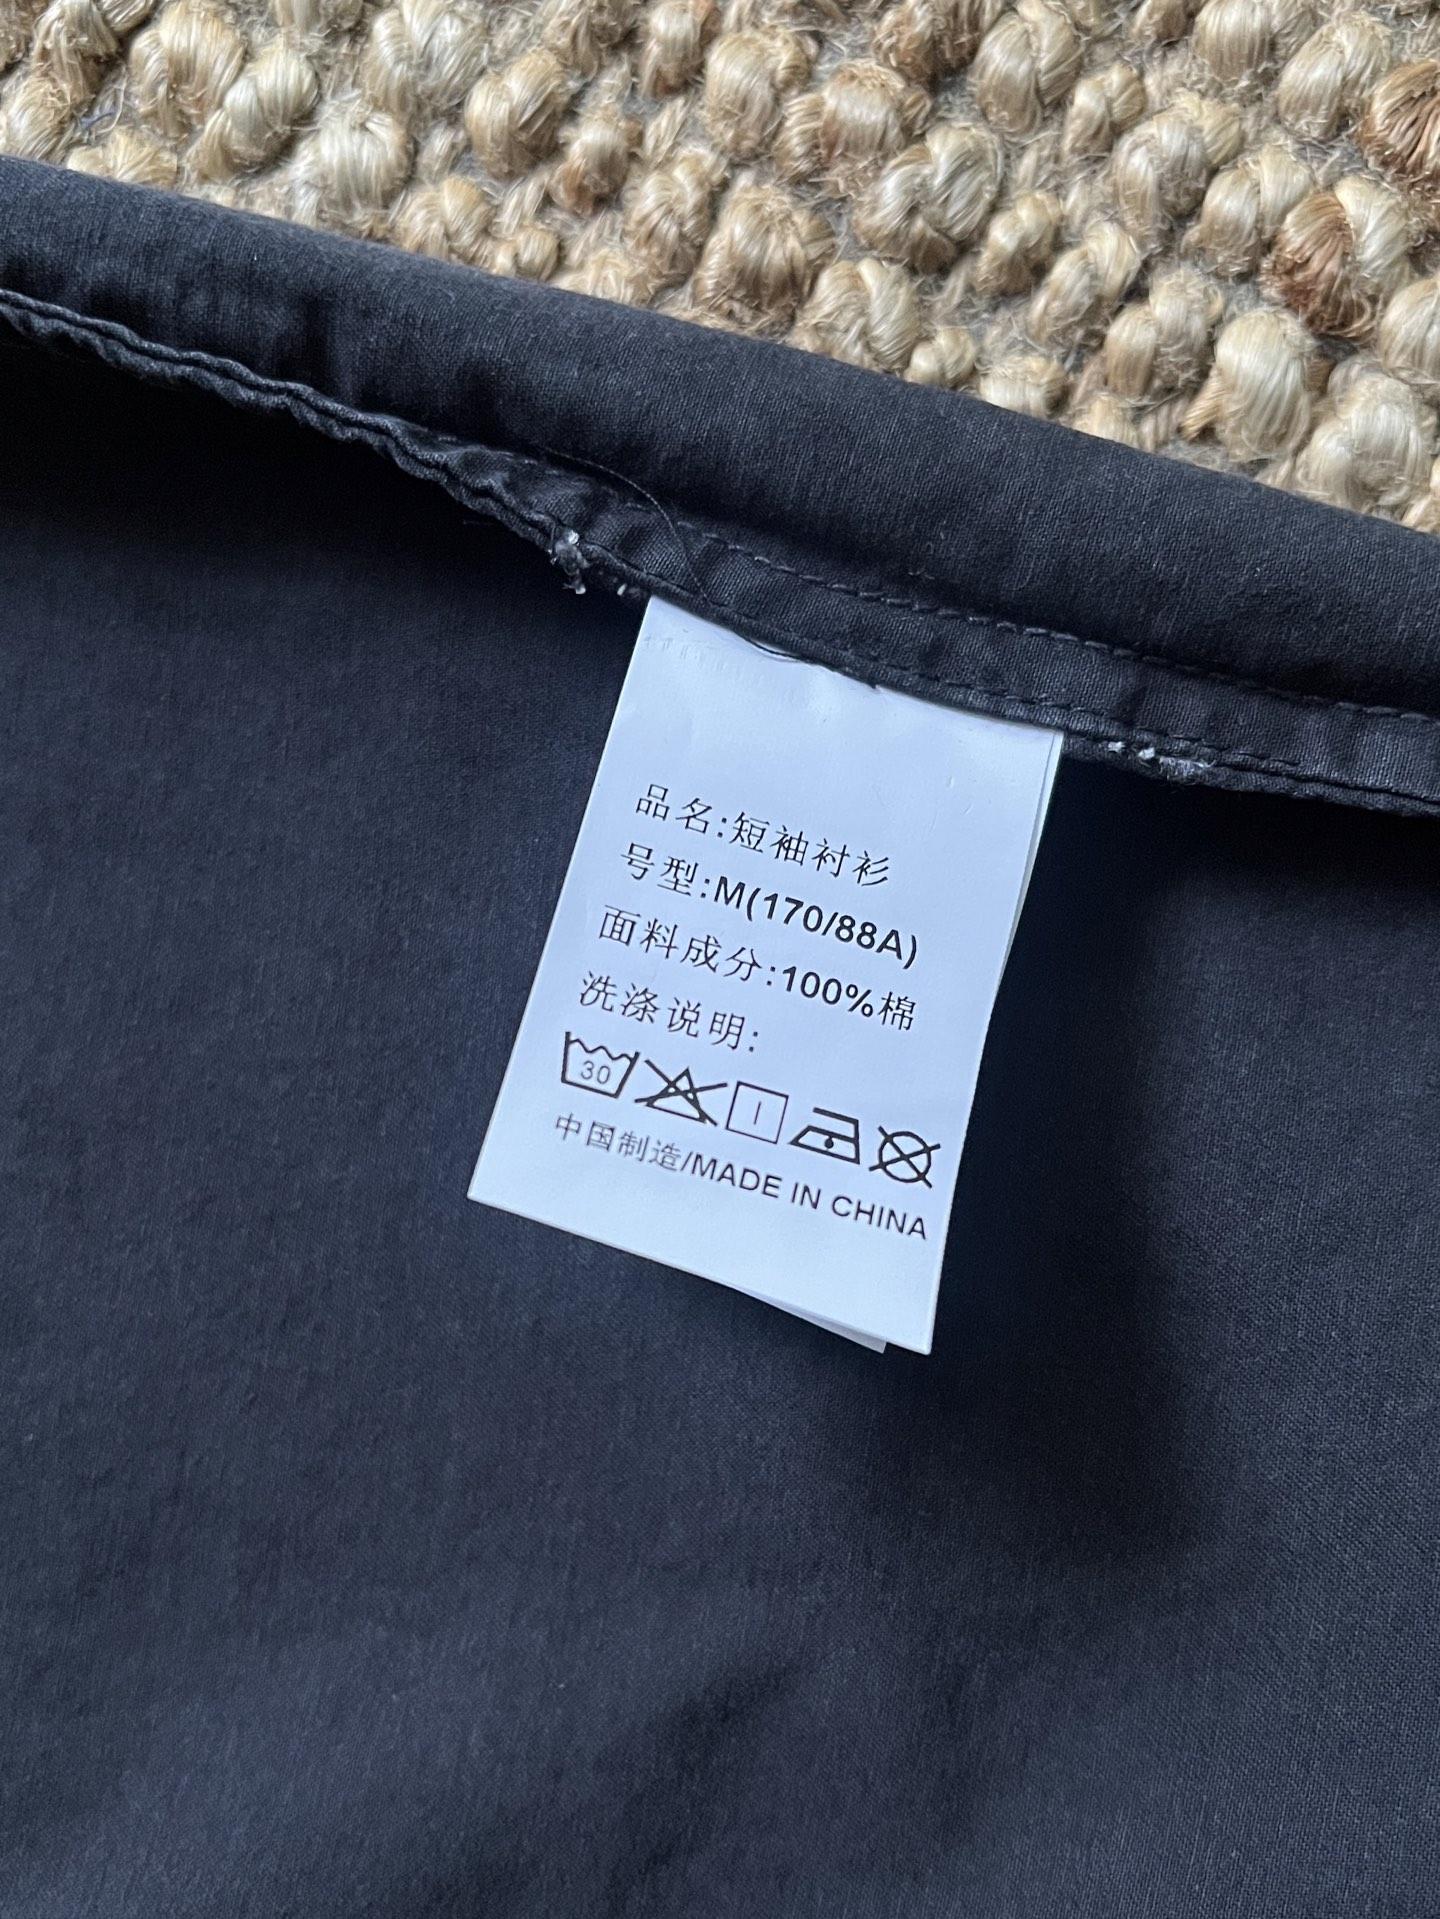 品名:短袖衬衫
号型:M(170/88A)
面料成分:100%棉
洗涤说明:
30
中国制造/MADE IN CHINA